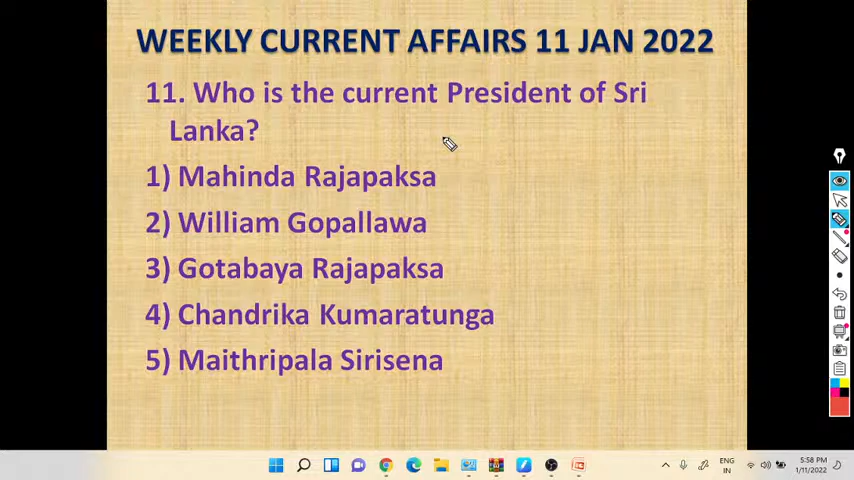 WEEKLY CURRENT AFFAIRS 11 JAN 2022
11. Who is the current President of Sri
Lanka?
1) Mahinda Rajapaksa
2) William Gopallawa
3) Gotabaya Rajapaksa
4) Chandrika Kumaratunga
5) Maithripala Sirisena
ENG
IN
5:58 PM
1/11/2022